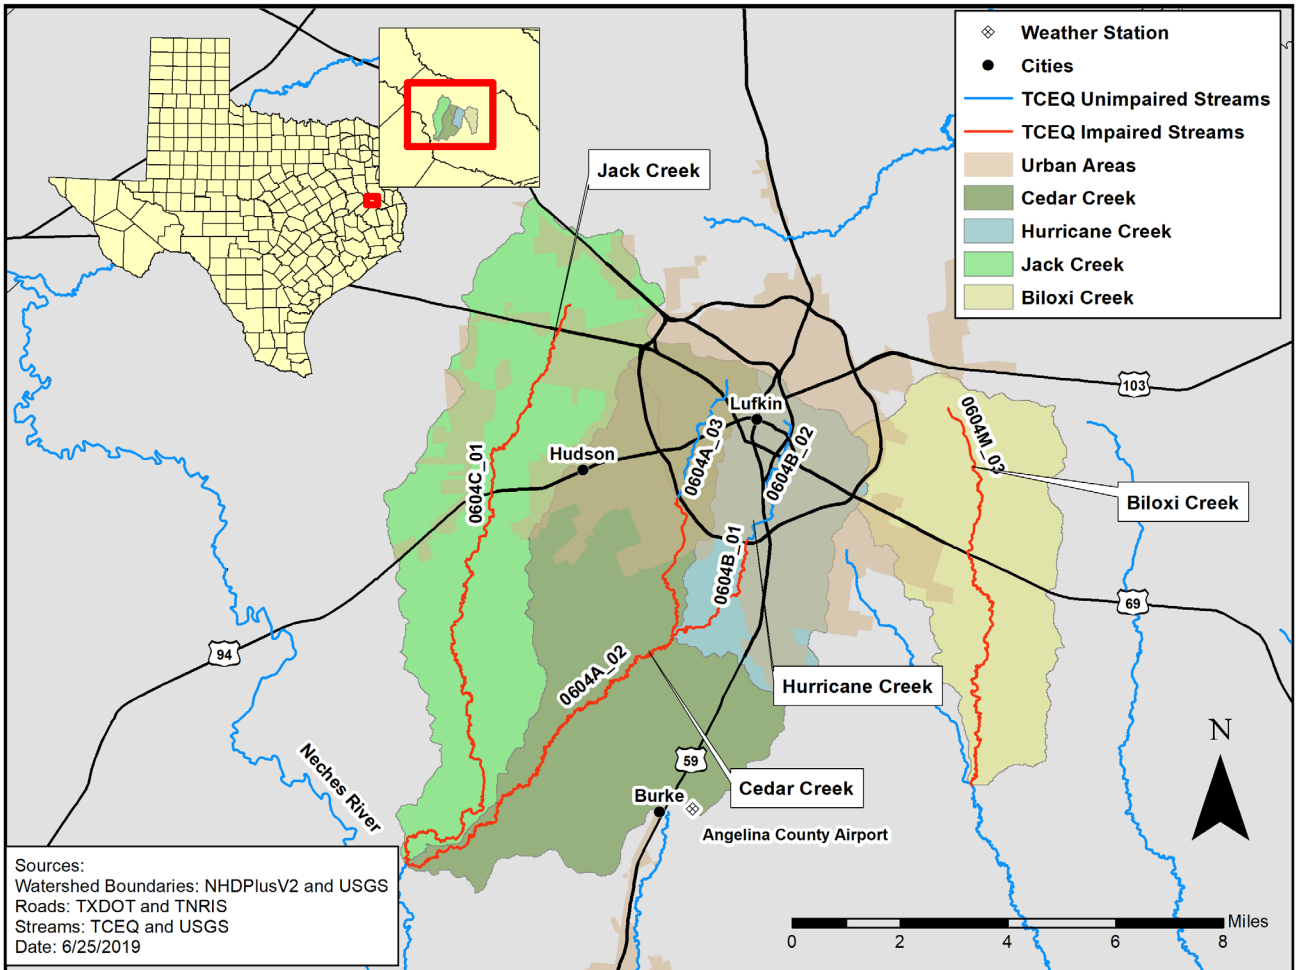 Weather Station
Cities
TCEQ Unimpaired Streams
TCEQ Impaired Streams
Urban Areas
Cedar Creek
Hurricane Creek
Jack Creek
Biloxi Creek
Jack Creek
103
Lufkin
0604M_03
0604A_03
0604B_02
Hudson
0604C_01
Biloxi Creek
0604B_01
69
94
0604A_02
Hurricane Creek
N
Neches River
59
Cedar Creek
Burke
Angelina County Airport
Sources:
Watershed Boundaries: NHDPlusV2 and USGS
Roads: TXDOT and TNRIS
Streams: TCEQ and USGS
Date: 6/25/2019
Miles
0 2 4 6 8